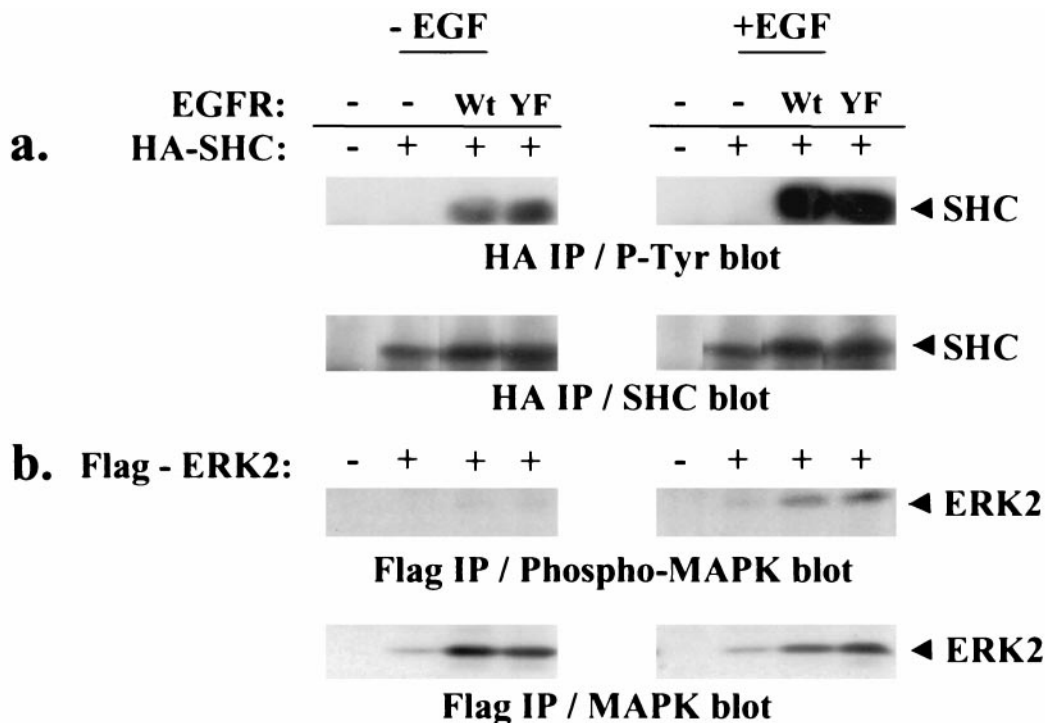 - EGF +EGF
EGFR: - - Wt YF - - Wt YF
a. HA-SHC: - + + + - + + +
◄ SHC
HA IP / P-Tyr blot
◄ SHC
HA IP / SHC blot
b. Flag - ERK2: - + + + - + + +
◄ ERK2
Flag IP / Phospho-MAPK blot
◄ ERK2
Flag IP / MAPK blot